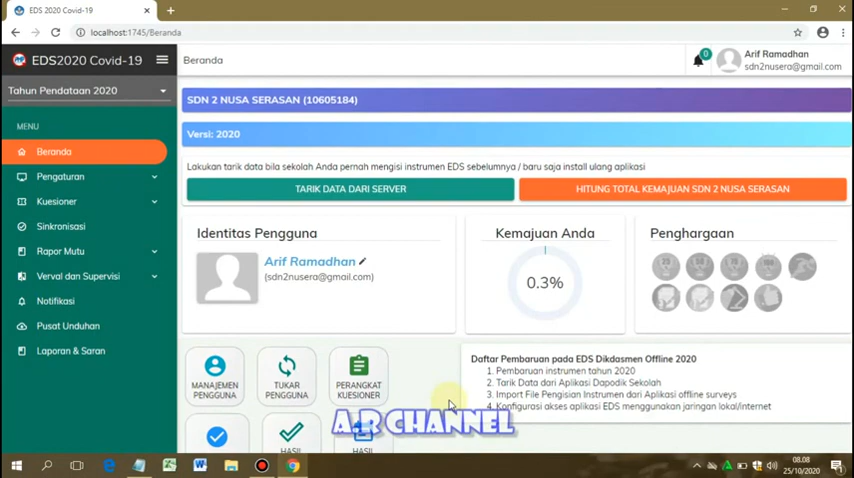 EDS 2020 Covid-19
localhost:1745/Beranda
EDS2020 Covid-19
Beranda
0
Arif Ramadhan
sdn2nusera@gmail.com
Tahun Pendataan 2020
MENU
Beranda
Pengaturan
Kuesioner
Sinkronisasi
Rapor Mutu
Verval dan Supervisi
Notifikasi
Pusat Unduhan
Laporan & Saran
SDN 2 NUSA SERASAN (10605184)
Versi: 2020
Lakukan tarik data bila sekolah Anda pernah mengisi instrumen EDS sebelumnya / baru saja install ulang aplikasi
TARIK DATA DARI SERVER
HITUNG TOTAL KEMAJUAN SDN 2 NUSA SERASAN
Identitas Pengguna
Arif Ramadhan
(sdn2nusera@gmail.com)
Kemajuan Anda
0.3%
Penghargaan
MANAJEMEN
PENGGUNA
TUKAR
PENGGUNA
PERANGKAT
KUESIONER
HASIL
HASIL
Daftar Pembaruan pada EDS Dikdasmen Offline 2020
1. Pembaruan instrumen tahun 2020
2. Tarik Data dari Aplikasi Dapodik Sekolah
3. Import File Pengisian Instrumen dari Aplikasi offline surveys
4. Konfigurasi akses aplikasi EDS menggunakan jaringan lokal/internet
A.R CHANNEL
08.08
25/10/2020